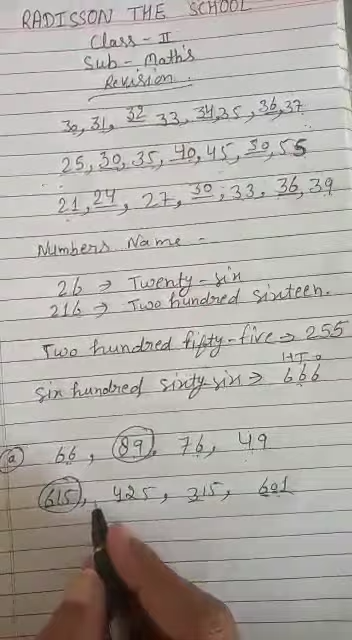 RADISSON THE SCHOOL
Class - II
Sub - Math's
Revision.
30, 31, 32 33, 34, 35, 36, 37
25, 30, 35, 40, 45, 50, 55
21, 24, 27, 30, 33, 36, 39
Numbers Name -
26 → Twenty-six
216 → Two hundred sixteen.
Two hundred fifty-five → 255
H T O
Six hundred sixty-six → 666
(a) 66, 89, 76, 49
615, 425, 315, 601